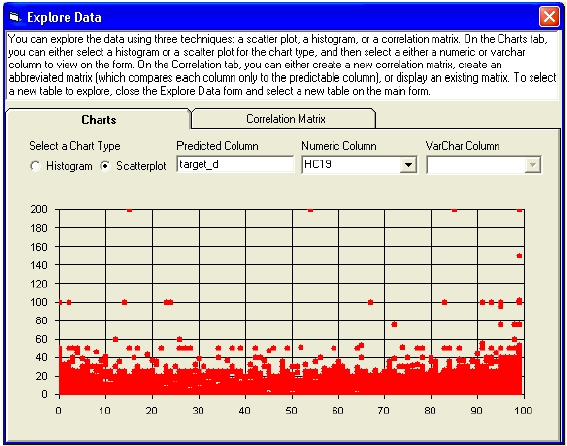 Explore Data
You can explore the data using three techniques: a scatter plot, a histogram, or a correlation matrix. On the Charts tab,
you can either select a histogram or a scatter plot for the chart type, and then select a either a numeric or varchar
column to view on the form. On the Correlation tab, you can either create a new correlation matrix, create an
abbreviated matrix (which compares each column only to the predictable column), or display an existing matrix. To select
a new table to explore, close the Explore Data form and select a new table on the main form.
Charts Correlation Matrix
Select a Chart Type Predicted Column Numeric Column VarChar Column
Histogram Scatterplot target_d HC19
200
180
160
140
120
100
80
60
40
20
0
0 10 20 30 40 50 60 70 80 90 100